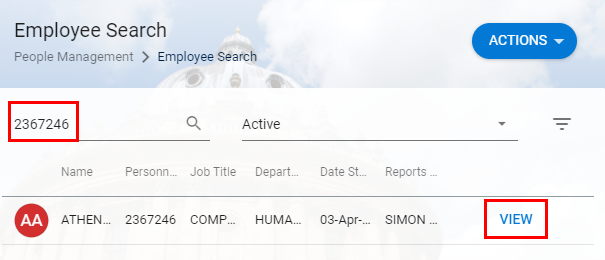 Employee Search
People Management > Employee Search
ACTIONS
2367246
Active
Name Personn... Job Title Depart... Date St... Reports ...
AA ATHEN... 2367246 COMP... HUMA... 03-Apr-... SIMON ... VIEW